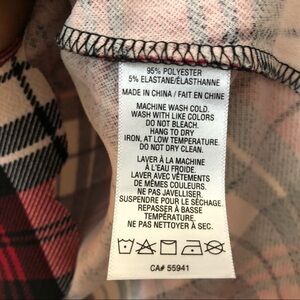 95% POLYESTER
5% ELASTANE/ÉLASTHANNE
MADE IN CHINA / FAIT EN CHINE
MACHINE WASH COLD.
WASH WITH LIKE COLORS
DO NOT BLEACH.
HANG TO DRY
IRON, AT LOW TEMPERATURE.
DO NOT DRY CLEAN.
LAVER À LA MACHINE
À L'EAU FROIDE
LAVER AVEC VÊTEMENTS
DE MÊMES COULEURS.
NE PAS JAVELLISER.
SUSPENDRE POUR LE SÉCHAGE.
REPASSER À BASSE
TEMPÉRATURE.
NE PAS NETTOYER À SEC.
CA# 55941